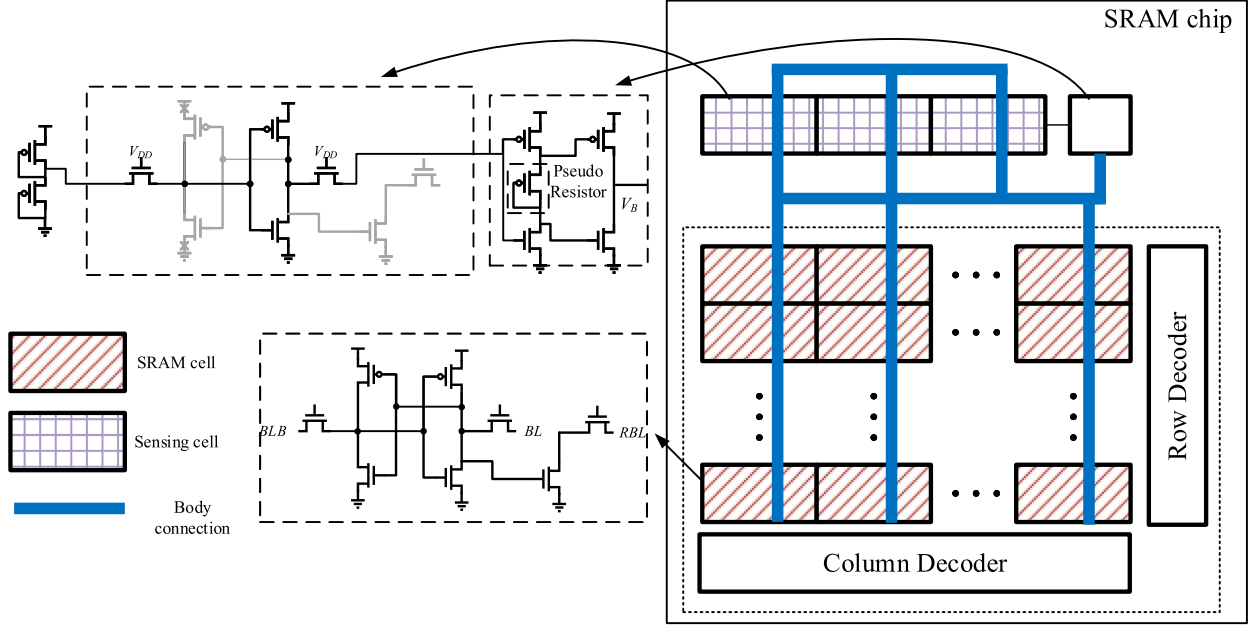 SRAM chip
V_DD
V_DD
Pseudo
Resistor
V_B
SRAM cell
Sensing cell
Body
connection
BLB
BL
RBL
Row Decoder
Column Decoder